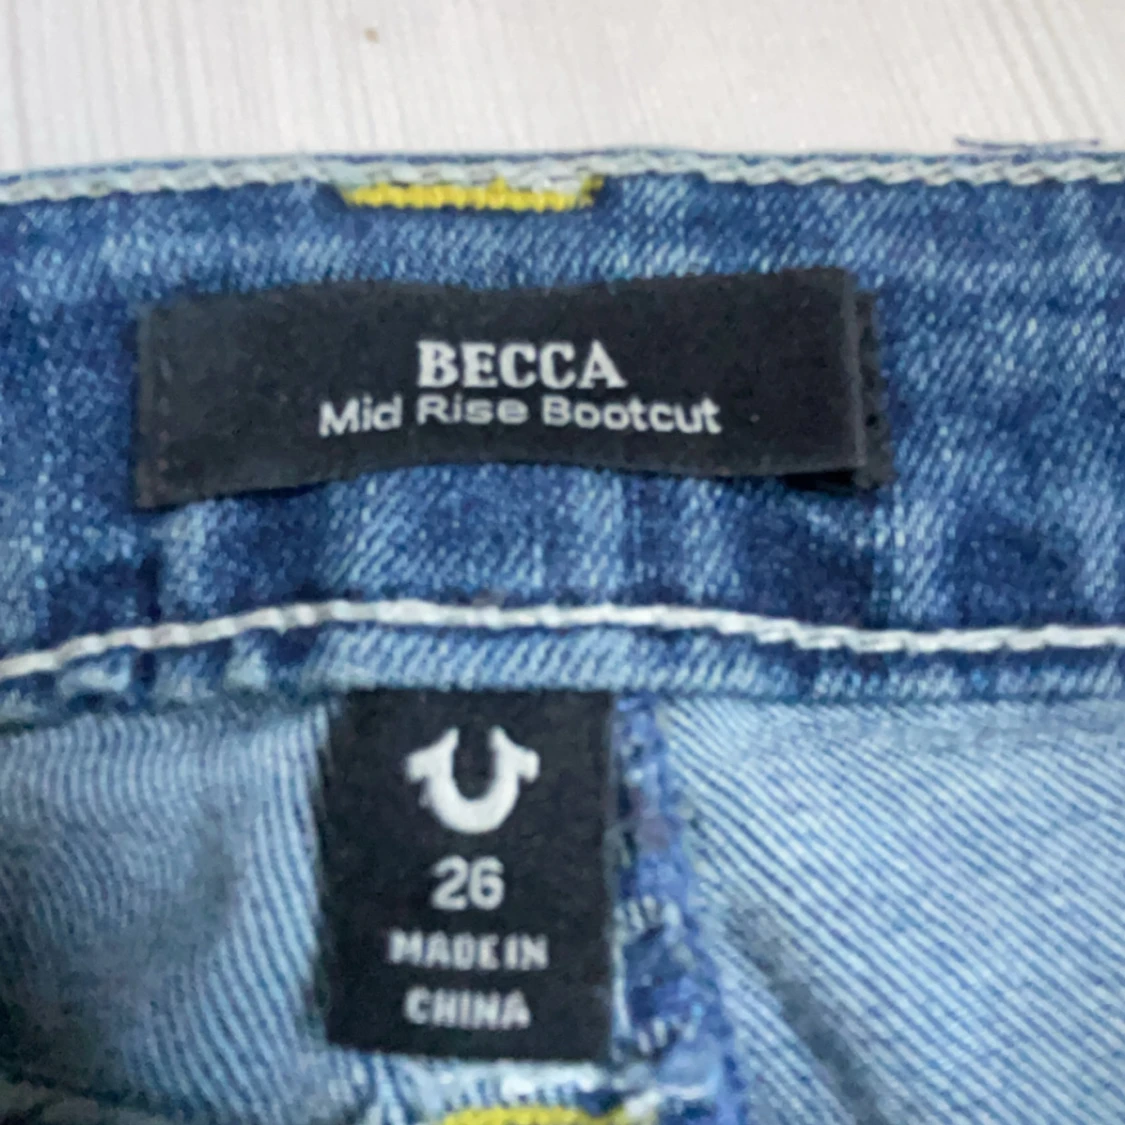 BECCA
Mid Rise Bootcut
26
MADE IN
CHINA